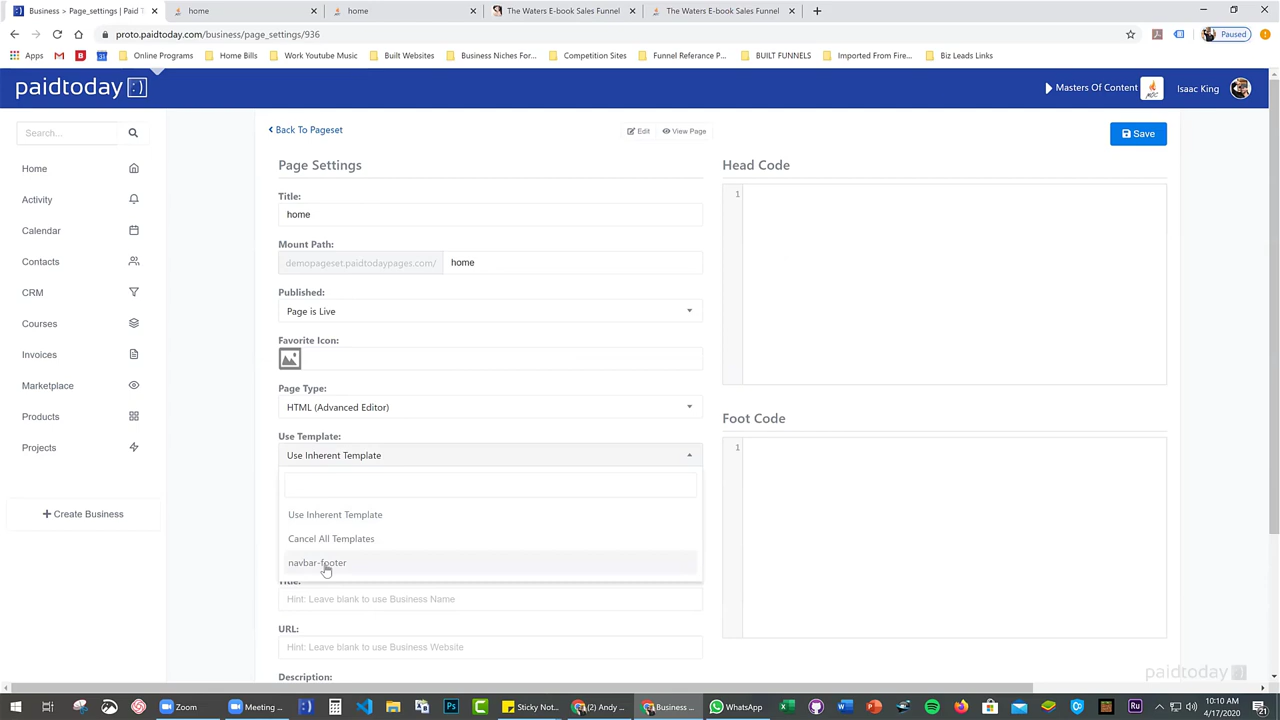 Business > Page_settings | Paid T
home
home
The Waters E-book Sales Funnel
The Waters E-book Sales Funnel
proto.paidtoday.com/business/page_settings/936
Paused
Apps
Online Programs
Home Bills
Work Youtube Music
Built Websites
Business Niches For...
Competition Sites
Funnel Referance P...
BUILT FUNNELS
Imported From Fire...
Biz Leads Links
paidtoday :)
Masters Of Content
Isaac King
Search...
Back To Pageset
Edit
View Page
Save
Home
Activity
Calendar
Contacts
CRM
Courses
Invoices
Marketplace
Products
Projects
Create Business
Page Settings
Title:
home
Mount Path:
demopageset.paidtodaypages.com/
home
Published:
Page is Live
Favorite Icon:
Page Type:
HTML (Advanced Editor)
Use Template:
Use Inherent Template
Use Inherent Template
Cancel All Templates
navbar-footer
Hint: Leave blank to use Business Name
URL:
Hint: Leave blank to use Business Website
Description:
Head Code
1
Foot Code
1
paidtoday :)
Zoom
Meeting ...
Sticky Not...
(2) Andy ...
Business ...
WhatsApp
10:10 AM
4/17/2020